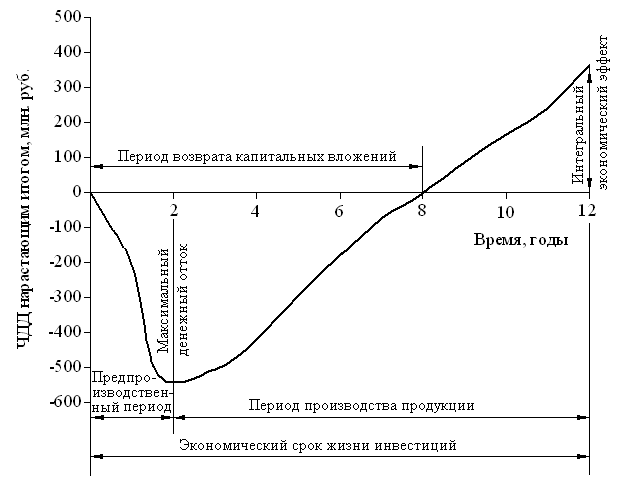 500
400
300
200
100
0
-100
-200
-300
-400
-500
-600
ЧДД нарастающим итогом, млн. руб.
Период возврата капитальных вложений
Интегральный
экономический эффект
2
4
6
8
10
12
Время, годы
Максимальный
денежный отток
Предпро-
изводствен-
ный период
Период производства продукции
Экономический срок жизни инвестиций